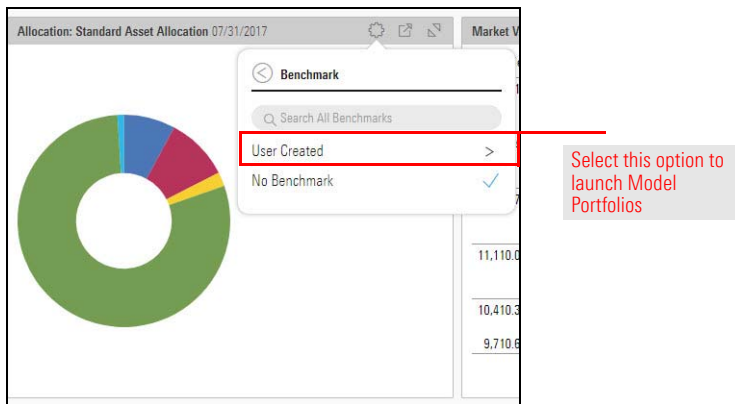 Allocation: Standard Asset Allocation 07/31/2017
Market V
Benchmark
Search All Benchmarks
User Created >
No Benchmark
Select this option to
launch Model
Portfolios
11,110.0
10,410.3
9,710.6